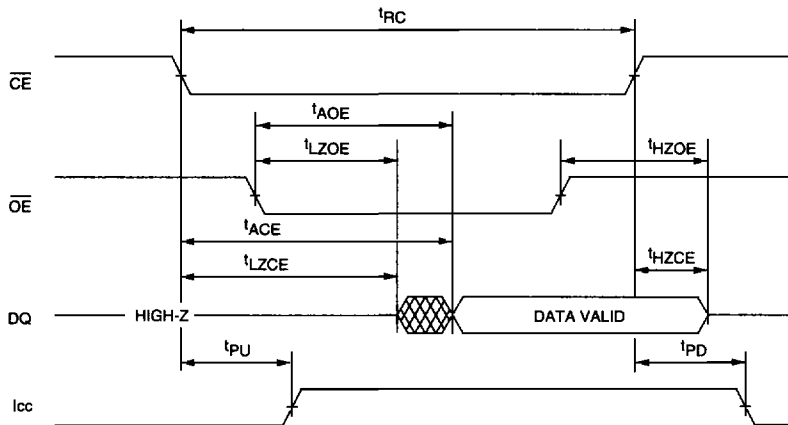 tRC
CE
tAOE
tLZOE
tHZOE
OE
tACE
tLZCE
tHZCE
DQ
HIGH-Z
DATA VALID
tPU
tPD
Icc